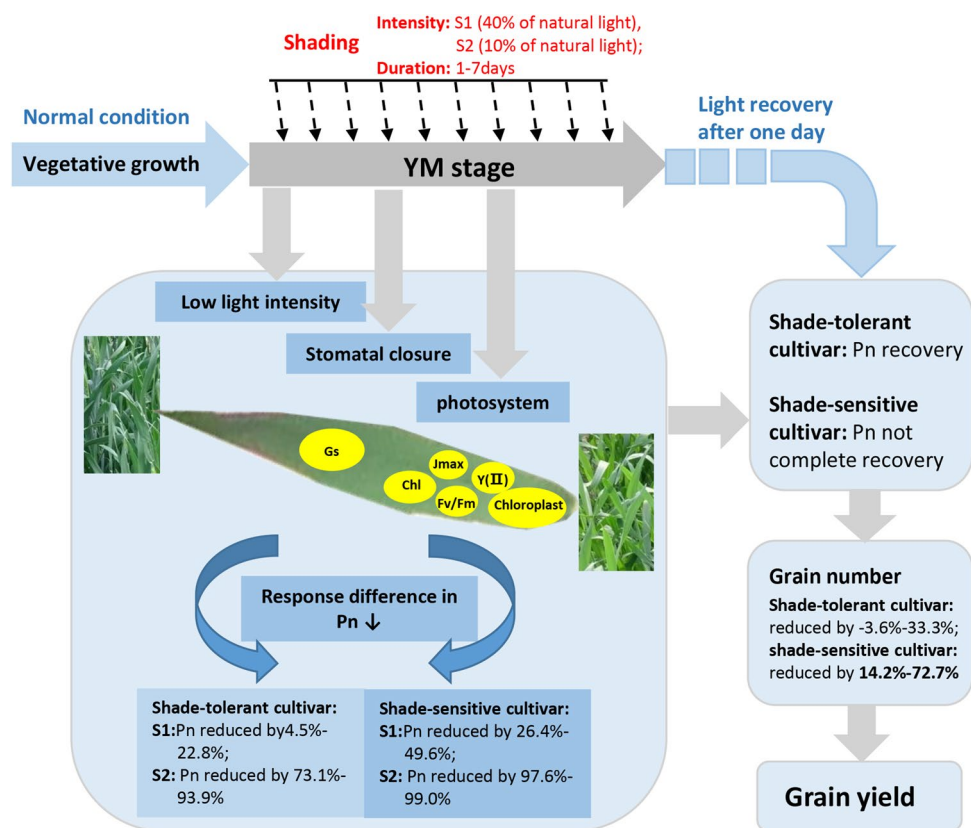 Intensity: S1 (40% of natural light),
Shading
S2 (10% of natural light);
Duration: 1-7days
Normal condition
Light recovery
after one day
Vegetative growth
YM stage
Low light intensity
Stomatal closure
photosystem
Gs
Jmax
Chl
Y(II)
Fv/Fm
Chloroplast
Response difference in
Pn ↓
Shade-tolerant cultivar:
S1:Pn reduced by4.5%-
22.8%;
S2: Pn reduced by 73.1%-
93.9%
Shade-sensitive cultivar:
S1:Pn reduced by 26.4%-
49.6%;
S2: Pn reduced by 97.6%-
99.0%
Shade-tolerant
cultivar: Pn recovery
Shade-sensitive
cultivar: Pn not
complete recovery
Grain number
Shade-tolerant cultivar:
reduced by -3.6%-33.3%;
shade-sensitive cultivar:
reduced by 14.2%-72.7%
Grain yield